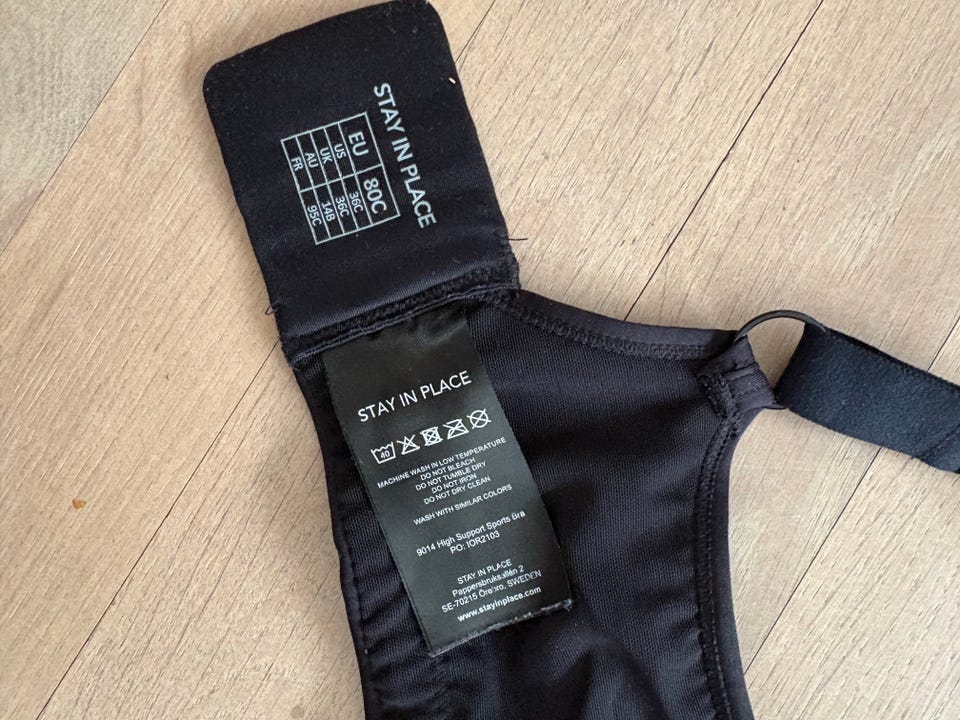 STAY IN PLACE
EU 80C
US 36C
UK 36C
AU 14B
FR 95C
STAY IN PLACE
40
MACHINE WASH IN LOW TEMPERATURE
DO NOT BLEACH
DO NOT TUMBLE DRY
DO NOT IRON
DO NOT DRY CLEAN
WASH WITH SIMILAR COLORS
9014 High Support Sports Bra
PO: IOR2103
STAY IN PLACE
Pappersbruksallén 2
SE-70215 Örebro, SWEDEN
www.stayinplace.com